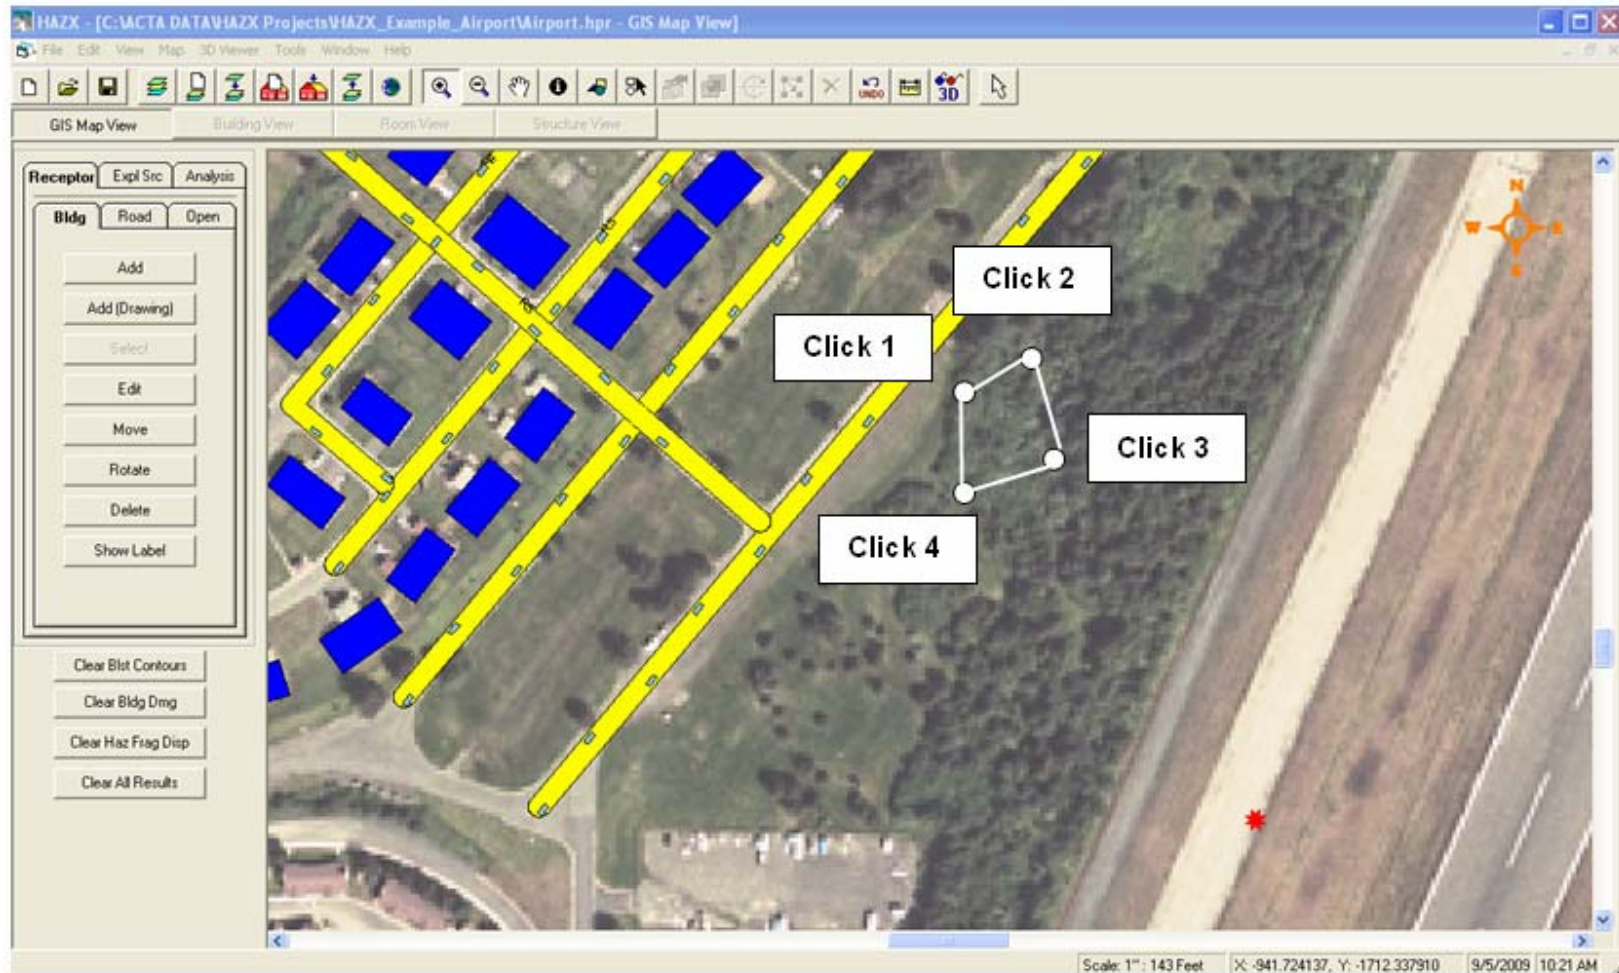 HAZX - [C:\ACTA DATA\HAZX Projects\HAZX_Example_Airport\Airport.hpr - GIS Map View]
File Edit View Map 3D Viewer Tools Window Help
UNDO 3D
GIS Map View Building View Room View Structure View
Receptor Expl Src Analysis
Bldg Road Open
Add
Add (Drawing)
Select
Edit
Move
Rotate
Delete
Show Label
Clear Blst Contours
Clear Bldg Dmg
Clear Haz Frag Disp
Clear All Results
N
W E
S
Click 2
Click 1
Click 3
Click 4
Scale: 1" : 143 Feet X: -941.724137, Y: -1712.337910 9/5/2009 10:21 AM